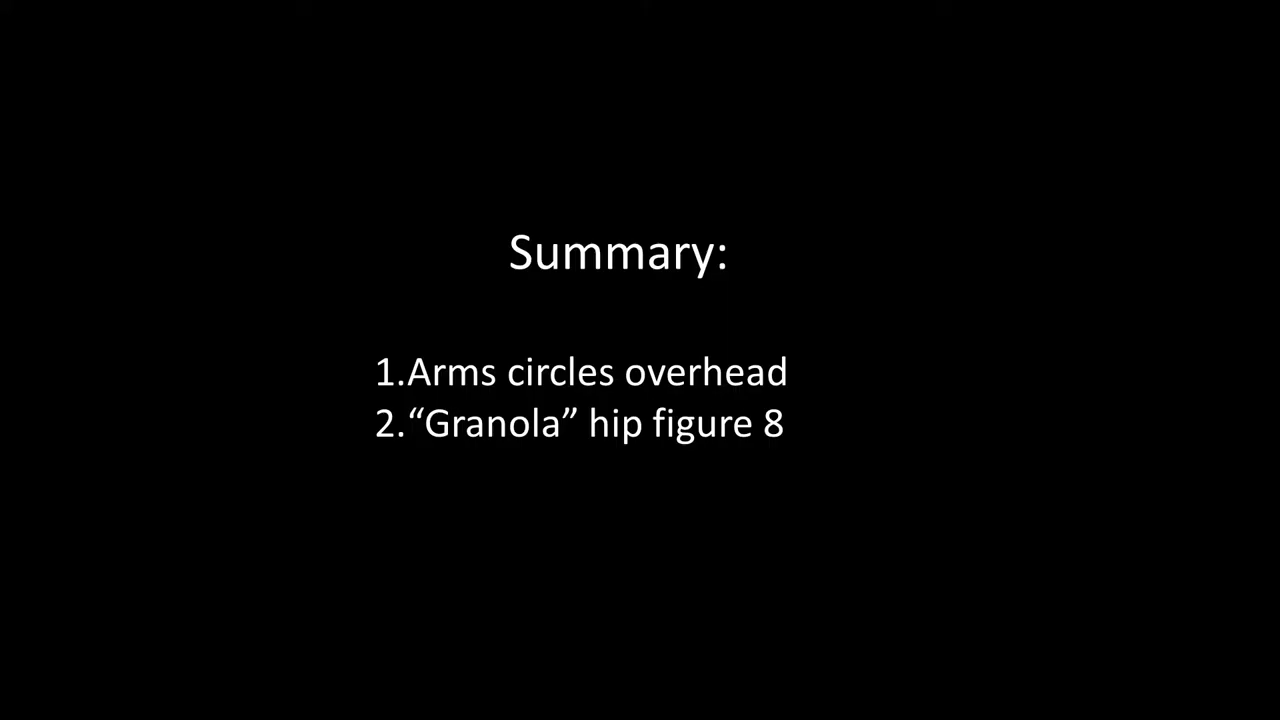 Summary:
1.Arms circles overhead
2.“Granola” hip figure 8